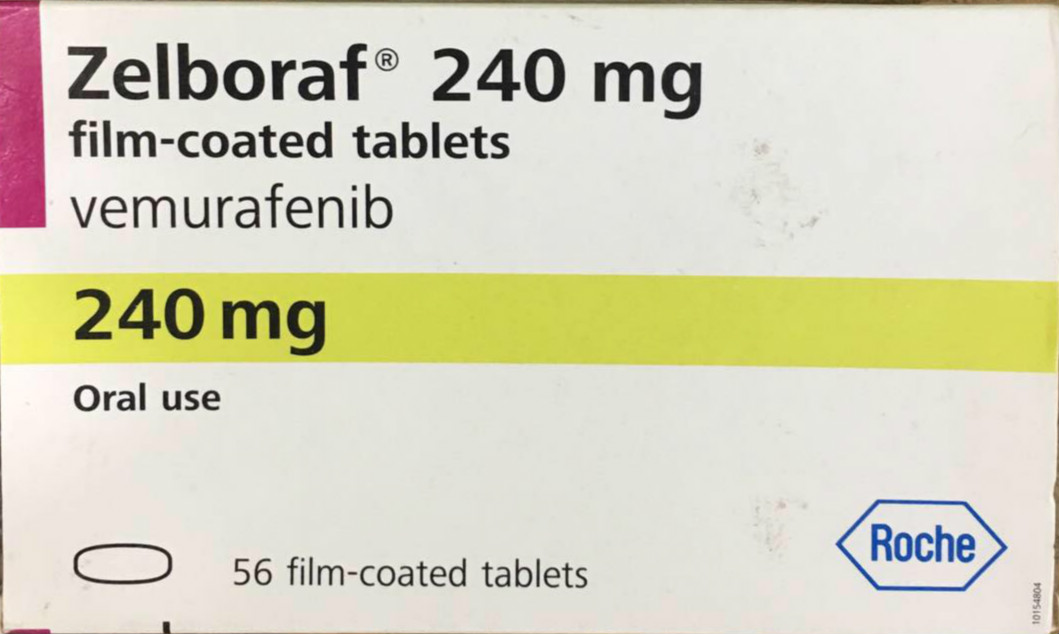 Zelboraf® 240 mg
film-coated tablets
vemurafenib
240 mg
Oral use
56 film-coated tablets
Roche
10154804